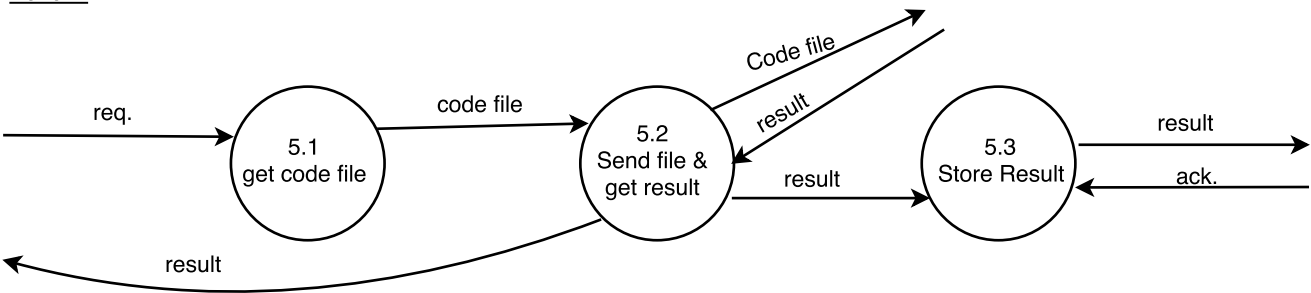 Code file
req.
code file
result
result
5.1
get code file
5.2
Send file &
get result
5.3
Store Result
result
ack.
result